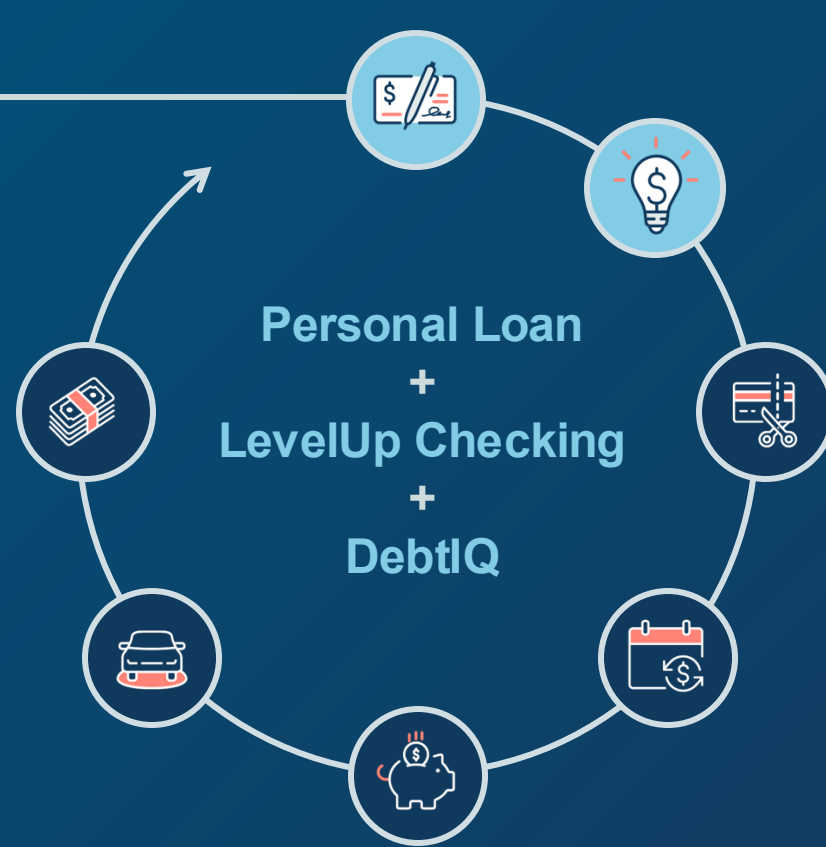 $
$
Personal Loan
+
LevelUp Checking
+
DebtIQ
$
$